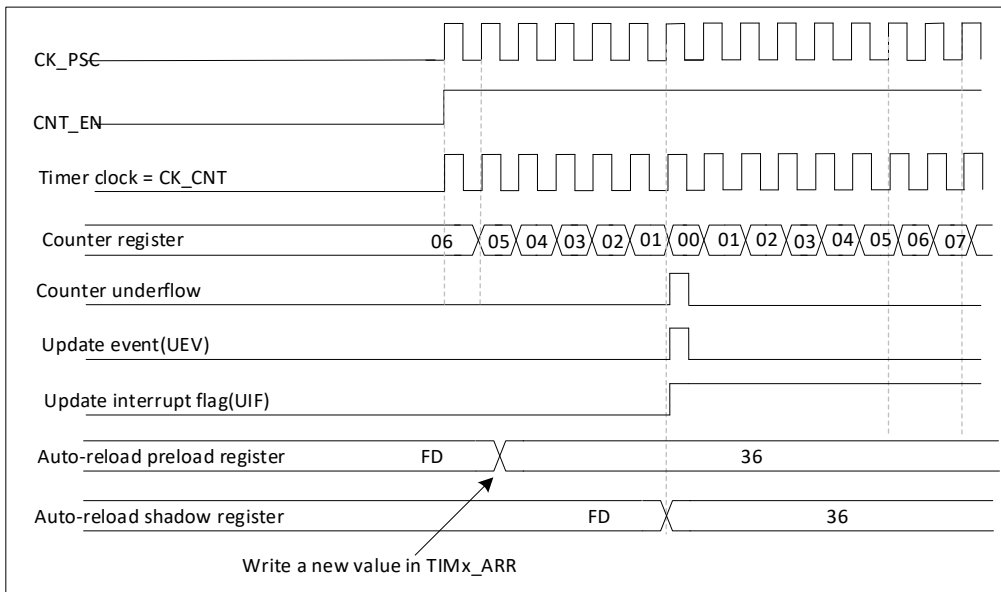 CK_PSC
CNT_EN
Timer clock = CK_CNT
Counter register 06 05 04 03 02 01 00 01 02 03 04 05 06 07
Counter underflow
Update event(UEV)
Update interrupt flag(UIF)
Auto-reload preload register FD 36
Auto-reload shadow register FD 36
Write a new value in TIMx_ARR